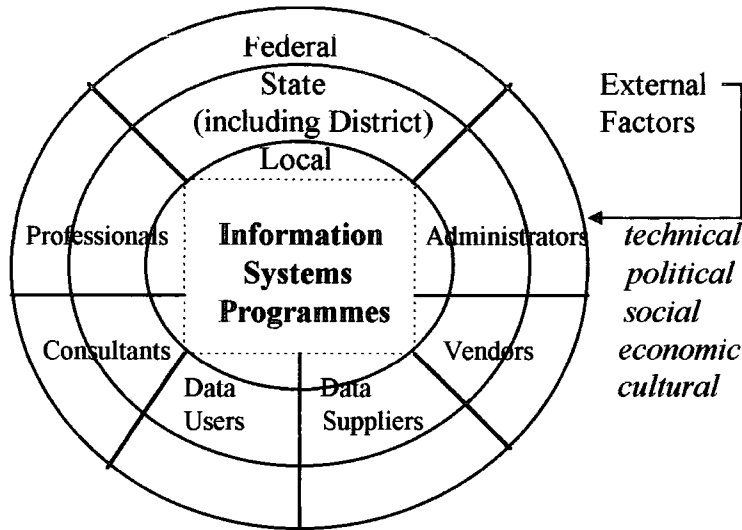 Federal
State
(including District)
Local
External
Factors
Professionals
Information
Systems
Programmes
Administrators
technical
political
social
economic
cultural
Consultants
Vendors
Data
Users
Data
Suppliers